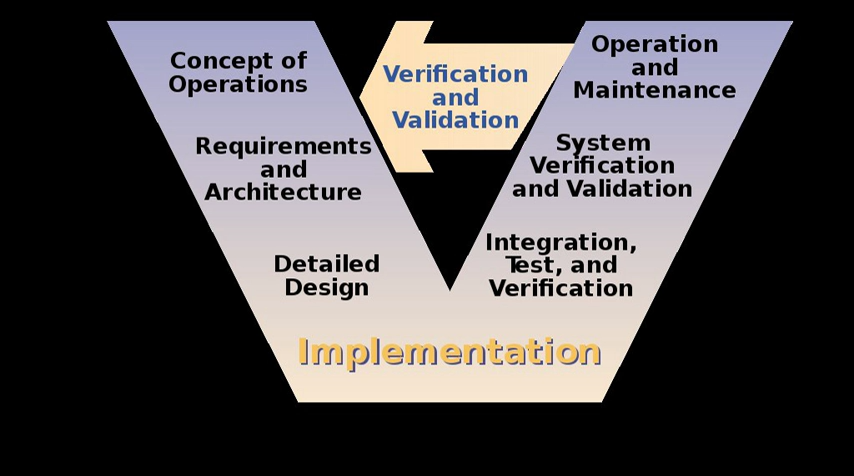 Concept of
Operations
Requirements
and
Architecture
Detailed
Design
Implementation
Integration,
Test, and
Verification
System
Verification
and Validation
Operation
and
Maintenance
Verification
and
Validation